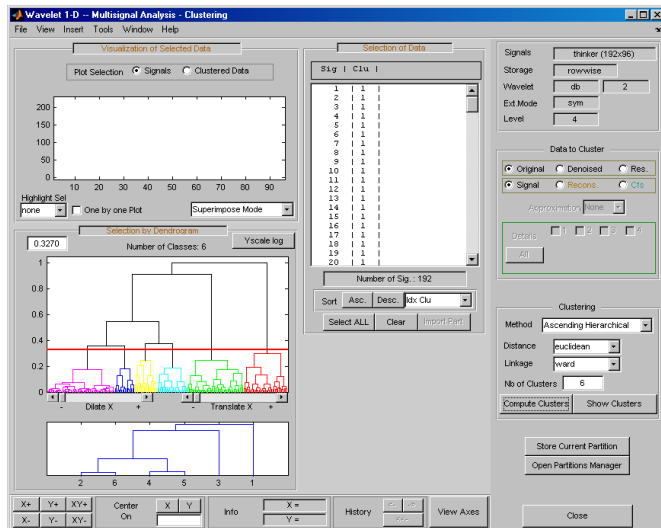 Wavelet 1-D -- Multisignal Analysis - Clustering
File View Insert Tools Window Help
Visualization of Selected Data
Plot Selection Signals Clustered Data
200
150
100
50
0
10 20 30 40 50 60 70 80 90
Highlight Sel
none One by one Plot Superimpose Mode
Selection by Dendrogram
0.3270 Number of Classes: 6 Yscale log
1
0.8
0.6
0.4
0.2
0
- Dilate X + - Translate X +
2 6 4 5 3 1
Selection of Data
Sig | Clu |
1 | 1 |
2 | 1 |
3 | 1 |
4 | 1 |
5 | 1 |
6 | 1 |
7 | 1 |
8 | 1 |
9 | 1 |
10 | 1 |
11 | 1 |
12 | 1 |
13 | 1 |
14 | 1 |
15 | 1 |
16 | 1 |
17 | 1 |
18 | 1 |
19 | 1 |
20 | 1 |
Number of Sig.: 192
Sort Asc. Desc. Idx Clu
Select ALL Clear Import Part.
Signals thinker (192x96)
Storage rowwise
Wavelet db 2
Ext.Mode sym
Level 4
Data to Cluster
Original Denoised Res.
Signal Recons. Cfs
Approximation None
Details 1 2 3 4
All
Clustering
Method Ascending Hierarchical
Distance euclidean
Linkage ward
Nb of Clusters 6
Compute Clusters Show Clusters
Store Current Partition
Open Partitions Manager
X+ Y+ XY+
X- Y- XY-
Center
On
X Y
Info
X =
Y =
History
<- ->
<<-
View Axes
Close